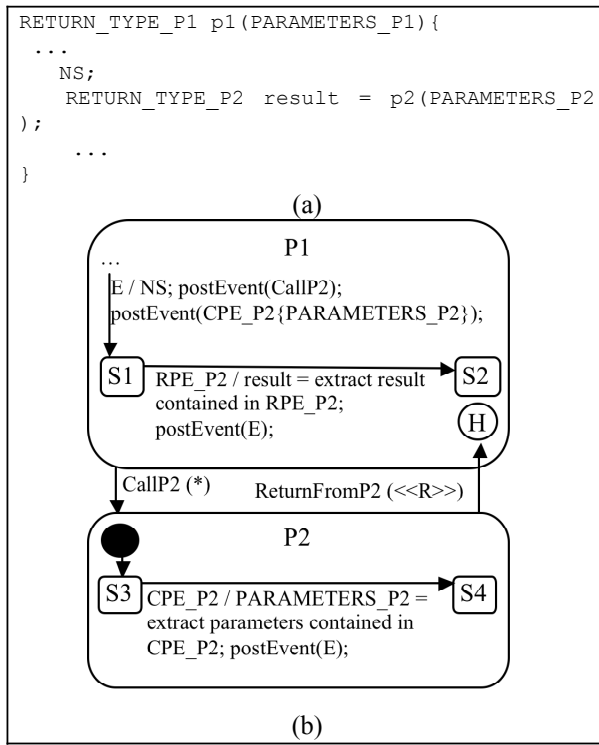 RETURN_TYPE_P1 p1(PARAMETERS_P1){
...
NS;
RETURN_TYPE_P2 result = p2(PARAMETERS_P2
);
...
}
(a)
P1
...
E / NS; postEvent(CallP2);
postEvent(CPE_P2{PARAMETERS_P2});
S1
RPE_P2 / result = extract result
contained in RPE_P2;
postEvent(E);
S2
H
CallP2 (*)
ReturnFromP2 (<<R>>)
P2
S3
CPE_P2 / PARAMETERS_P2 =
extract parameters contained in
CPE_P2; postEvent(E);
S4
(b)